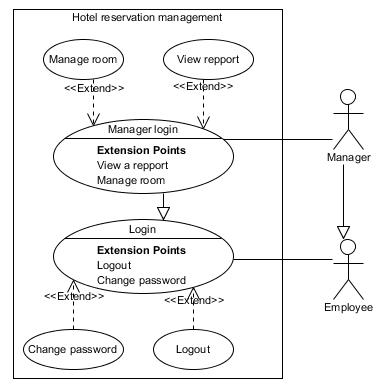 Hotel reservation management
Manage room
View repport
<<Extend>>
<<Extend>>
Manager login
Extension Points
View a repport
Manage room
Manager
Login
Extension Points
Logout
Change password
<<Extend>>
<<Extend>>
Employee
Change password
Logout